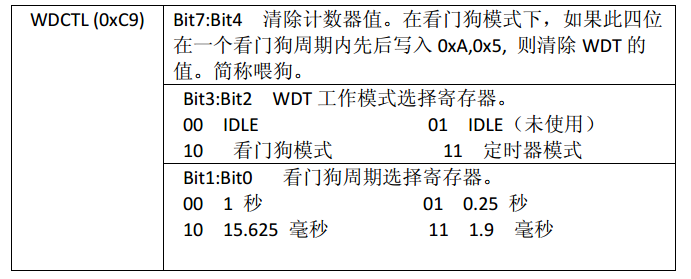 WDCTL (0xC9)
Bit7:Bit4 清除计数器值。在看门狗模式下，如果此四位
在一个看门狗周期内先后写入 0xA,0x5, 则清除 WDT 的
值。简称喂狗。
Bit3:Bit2 WDT 工作模式选择寄存器。
00 IDLE 01 IDLE（未使用）
10 看门狗模式 11 定时器模式
Bit1:Bit0 看门狗周期选择寄存器。
00 1 秒 01 0.25 秒
10 15.625 毫秒 11 1.9 毫秒